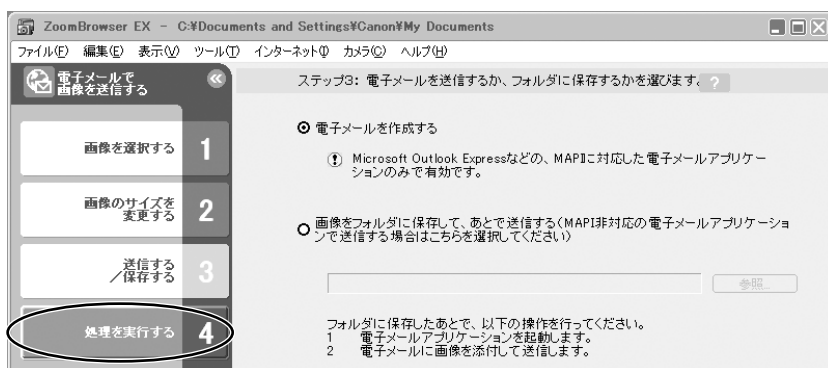 ZoomBrowser EX - C:¥Documents and Settings¥Canon¥My Documents
ファイル(F) 編集(E) 表示(V) ツール(T) インターネット(I) カメラ(C) ヘルプ(H)
電子メールで
画像を送信する
画像を選択する 1
画像のサイズを
変更する 2
送信する
/保存する 3
処理を実行する 4
ステップ3: 電子メールを送信するか、フォルダに保存するかを選びます。 ?
電子メールを作成する
Microsoft Outlook Expressなどの、MAPIに対応した電子メールアプリケー
ションのみで有効です。
画像をフォルダに保存して、あとで送信する(MAPI非対応の電子メールアプリケーショ
ンで送信する場合はこちらを選択してください)
参照...
フォルダに保存したあとで、以下の操作を行ってください。
1 電子メールアプリケーションを起動します。
2 電子メールに画像を添付して送信します。